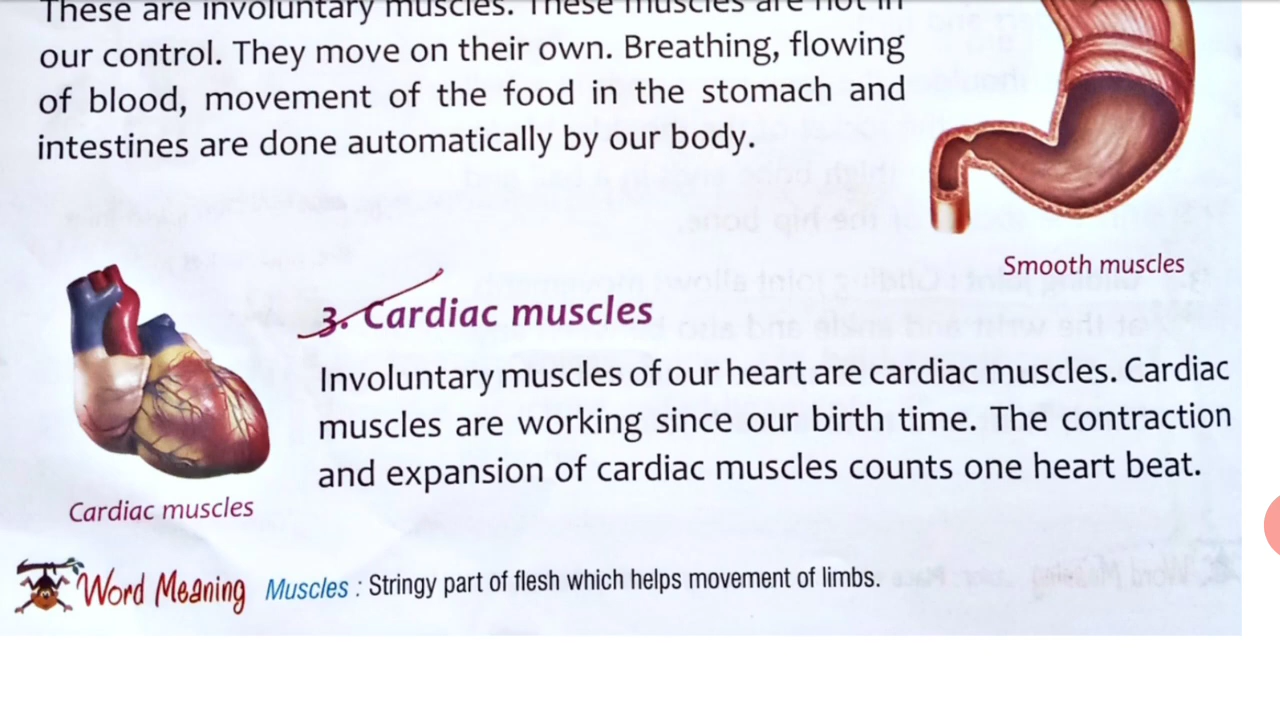 These are involuntary muscles. These muscles are not in
our control. They move on their own. Breathing, flowing
of blood, movement of the food in the stomach and
intestines are done automatically by our body.
Smooth muscles
3. Cardiac muscles
Involuntary muscles of our heart are cardiac muscles. Cardiac
muscles are working since our birth time. The contraction
and expansion of cardiac muscles counts one heart beat.
Cardiac muscles
Word Meaning Muscles : Stringy part of flesh which helps movement of limbs.